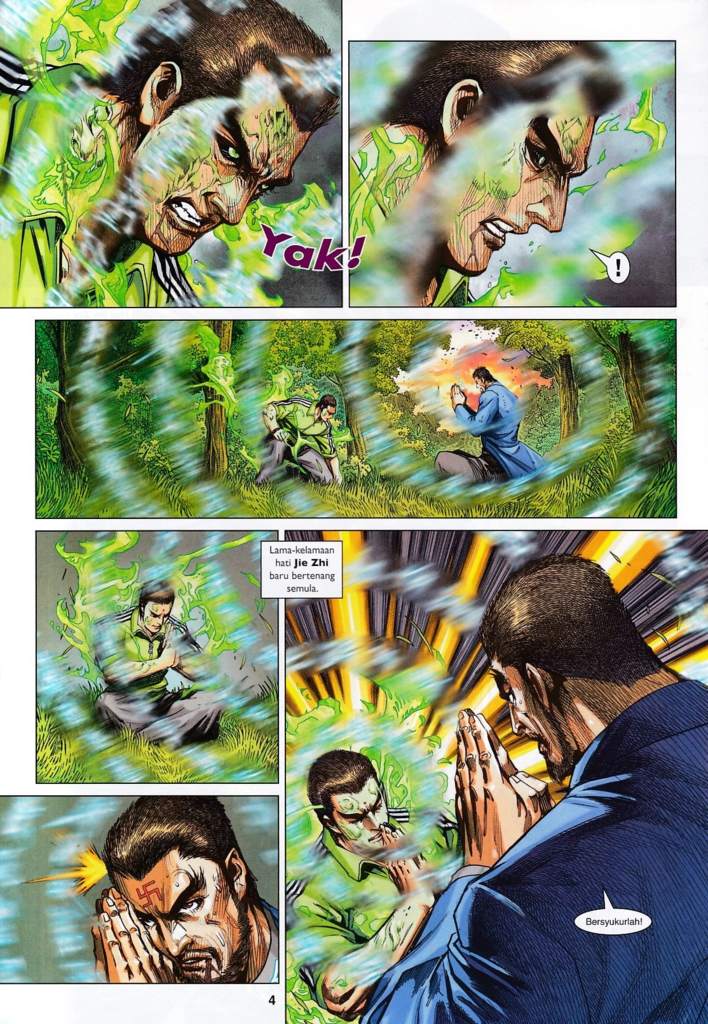 Yak!
!
Lama-kelamaan
hati Jie Zhi
baru bertenang
semula.
Bersyukurlah!
4